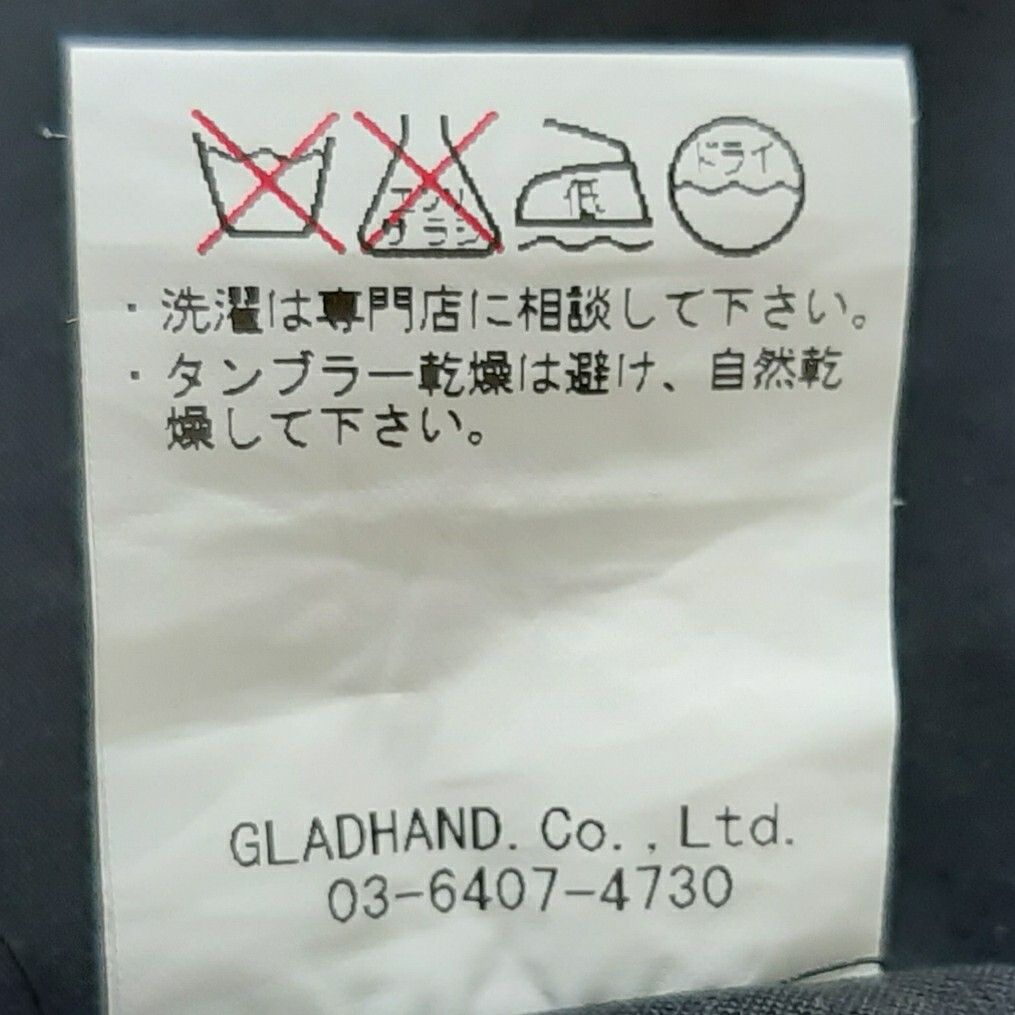 エンソ
サラシ
低
ドライ
・洗濯は専門店に相談して下さい。
・タンブラー乾燥は避け、自然乾
燥して下さい。
GLADHAND. Co. , Ltd.
03-6407-4730